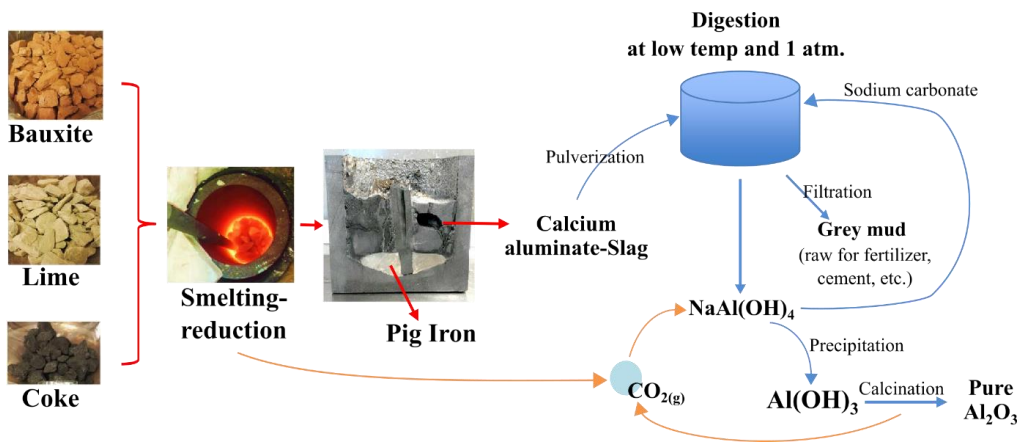 Bauxite
Lime
Coke
Smelting-
reduction
Pig Iron
Calcium
aluminate-Slag
Pulverization
Digestion
at low temp and 1 atm.
Sodium carbonate
Filtration
Grey mud
(raw for fertilizer,
cement, etc.)
NaAl(OH)₄
Precipitation
CO₂₍g₎
Al(OH)₃
Calcination
Pure
Al₂O₃